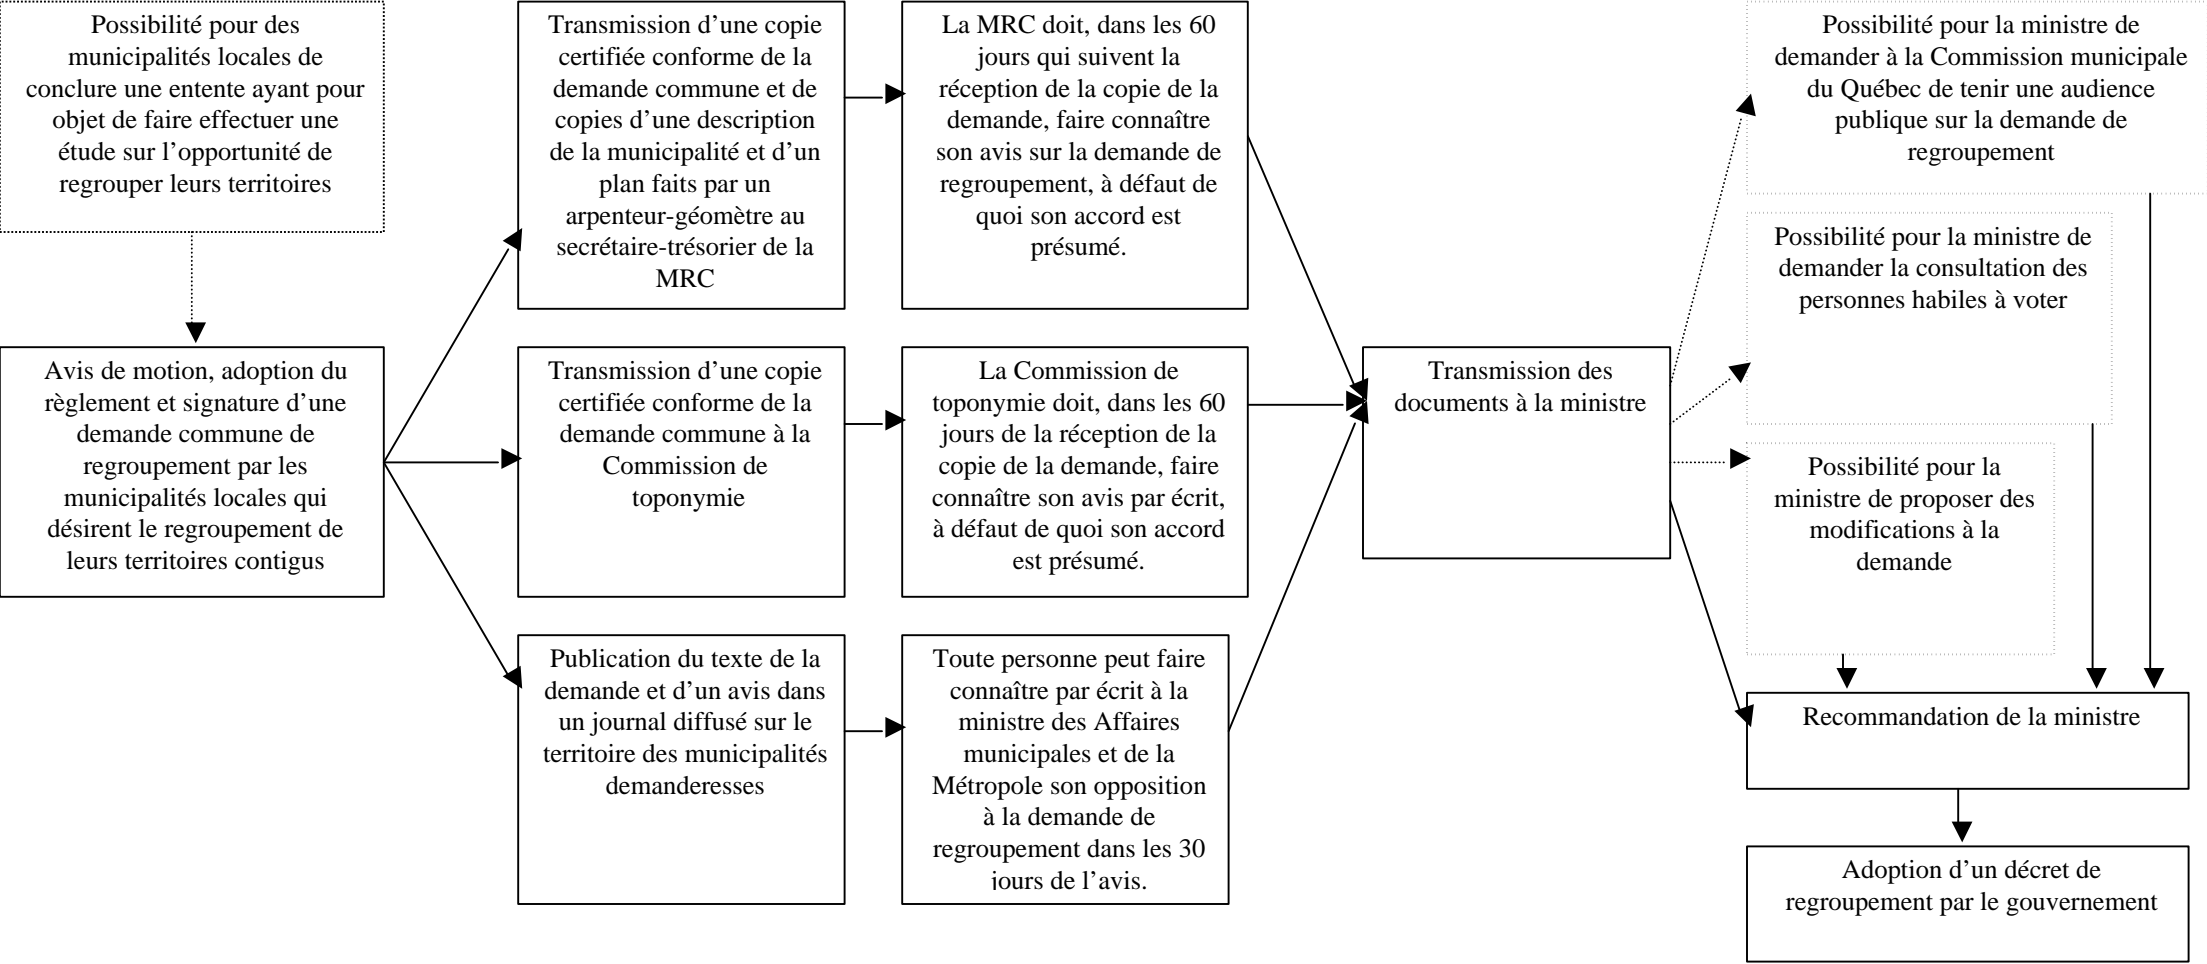 Possibilité pour des
municipalités locales de
conclure une entente ayant pour
objet de faire effectuer une
étude sur l’opportunité de
regrouper leurs territoires
Avis de motion, adoption du
règlement et signature d’une
demande commune de
regroupement par les
municipalités locales qui
désirent le regroupement de
leurs territoires contigus
Transmission d’une copie
certifiée conforme de la
demande commune et de
copies d’une description
de la municipalité et d’un
plan faits par un
arpenteur-géomètre au
secrétaire-trésorier de la
MRC
La MRC doit, dans les 60
jours qui suivent la
réception de la copie de la
demande, faire connaître
son avis sur la demande de
regroupement, à défaut de
quoi son accord est
présumé.
Transmission d’une copie
certifiée conforme de la
demande commune à la
Commission de
toponymie
La Commission de
toponymie doit, dans les 60
jours de la réception de la
copie de la demande, faire
connaître son avis par écrit,
à défaut de quoi son accord
est présumé.
Publication du texte de la
demande et d’un avis dans
un journal diffusé sur le
territoire des municipalités
demanderesses
Toute personne peut faire
connaître par écrit à la
ministre des Affaires
municipales et de la
Métropole son opposition
à la demande de
regroupement dans les 30
jours de l’avis.
Transmission des
documents à la ministre
Possibilité pour la ministre de
demander à la Commission municipale
du Québec de tenir une audience
publique sur la demande de
regroupement
Possibilité pour la ministre de
demander la consultation des
personnes habiles à voter
Possibilité pour la
ministre de proposer des
modifications à la
demande
Recommandation de la ministre
Adoption d’un décret de
regroupement par le gouvernement